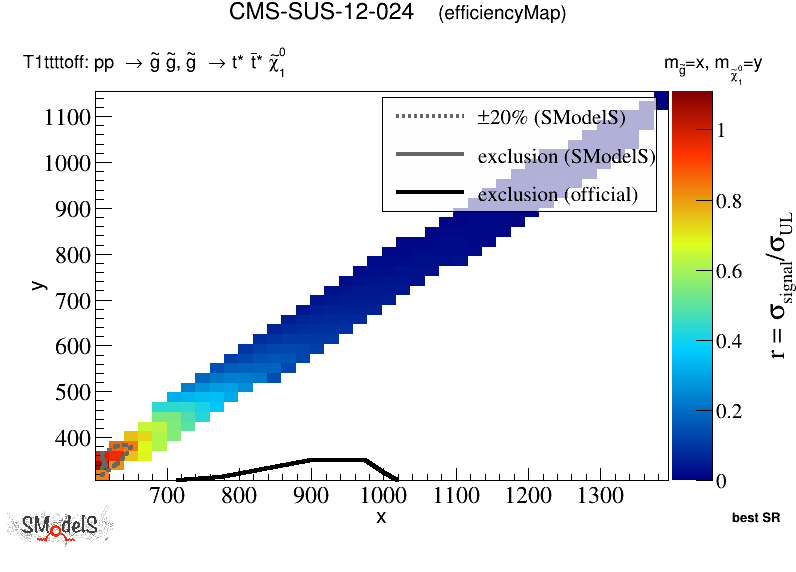 CMS-SUS-12-024 (efficiencyMap)
T1ttttoff: pp → g̃ g̃, g̃ → t* t̄* χ̃⁰₁
m_g̃=x, m_χ̃⁰₁=y
±20% (SModelS)
exclusion (SModelS)
exclusion (official)
1100
1000
900
800
700
600
500
400
y
700 800 900 1000 1100 1200 1300
x
1
0.8
0.6
0.4
0.2
0
r = σ_signal/σ_UL
SModelS
best SR